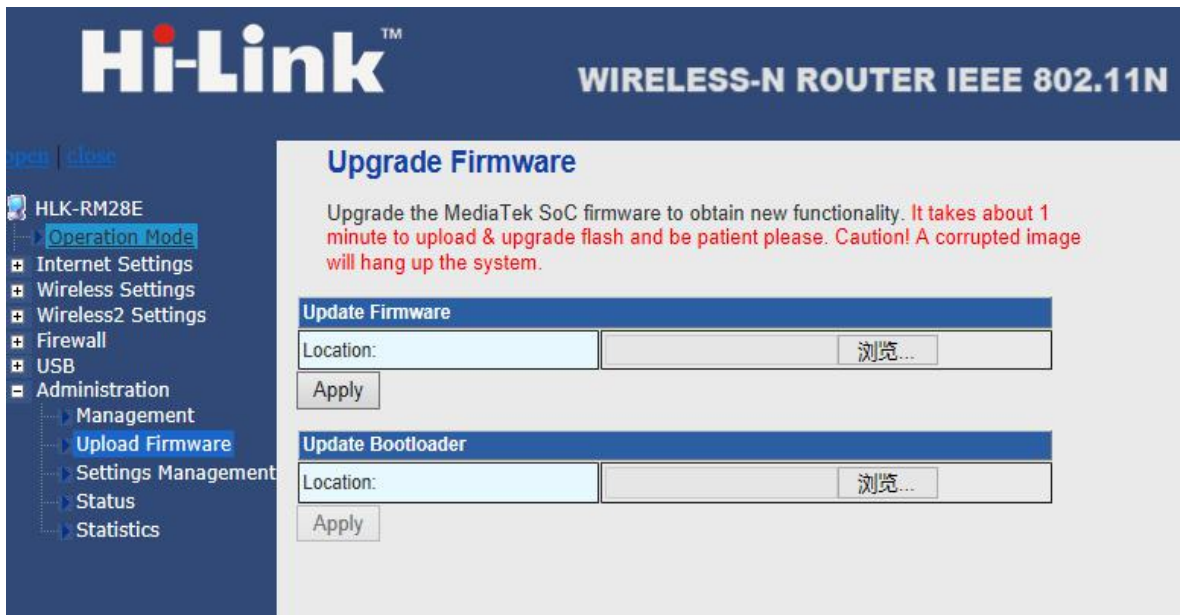 Hi-Link™
WIRELESS-N ROUTER IEEE 802.11N
open | close
HLK-RM28E
Operation Mode
Internet Settings
Wireless Settings
Wireless2 Settings
Firewall
USB
Administration
Management
Upload Firmware
Settings Management
Status
Statistics
Upgrade Firmware
Upgrade the MediaTek SoC firmware to obtain new functionality. It takes about 1
minute to upload & upgrade flash and be patient please. Caution! A corrupted image
will hang up the system.
Update Firmware
Location: 浏览...
Apply
Update Bootloader
Location: 浏览...
Apply